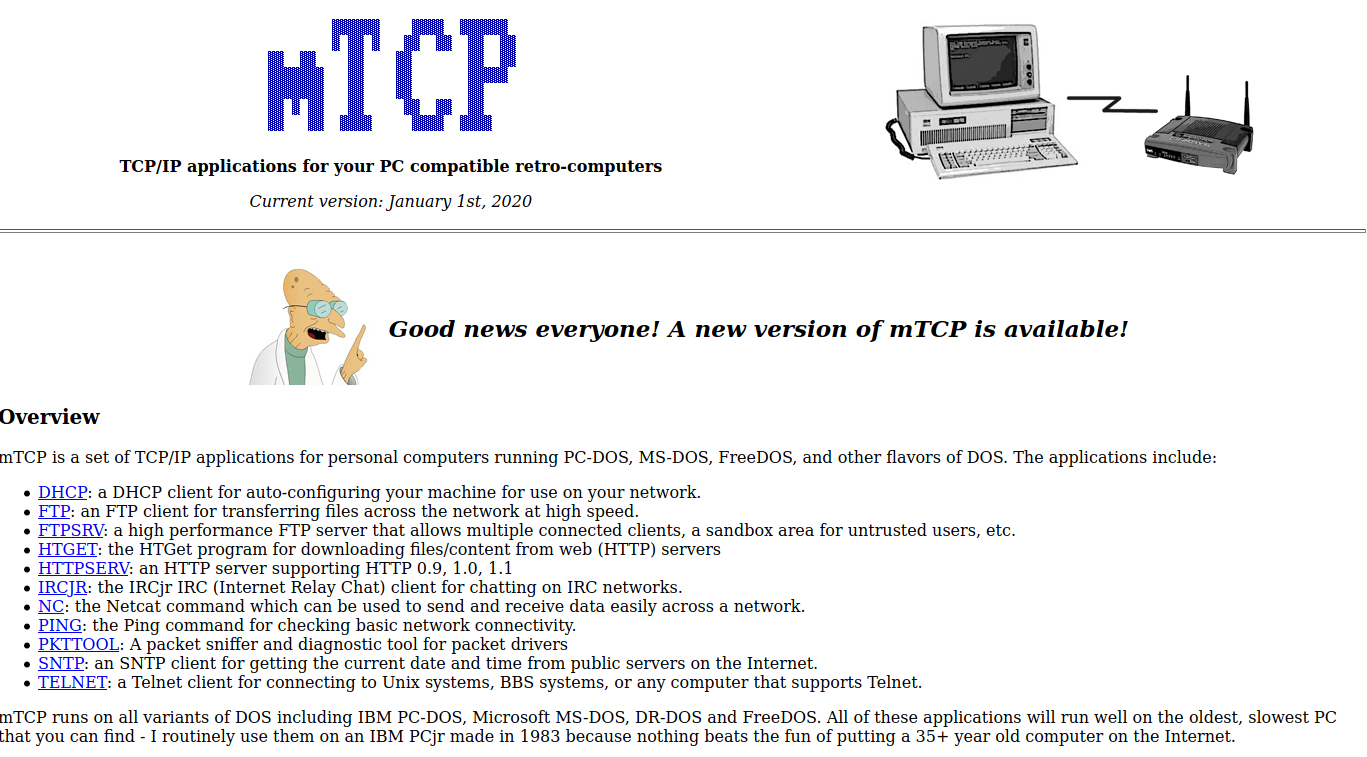 mTCP
TCP/IP applications for your PC compatible retro-computers
Current version: January 1st, 2020
Good news everyone! A new version of mTCP is available!
Overview
mTCP is a set of TCP/IP applications for personal computers running PC-DOS, MS-DOS, FreeDOS, and other flavors of DOS. The applications include:
DHCP: a DHCP client for auto-configuring your machine for use on your network.
FTP: an FTP client for transferring files across the network at high speed.
FTPSRV: a high performance FTP server that allows multiple connected clients, a sandbox area for untrusted users, etc.
HTGET: the HTGet program for downloading files/content from web (HTTP) servers
HTTPSERV: an HTTP server supporting HTTP 0.9, 1.0, 1.1
IRCJR: the IRCjr IRC (Internet Relay Chat) client for chatting on IRC networks.
NC: the Netcat command which can be used to send and receive data easily across a network.
PING: the Ping command for checking basic network connectivity.
PKTTOOL: A packet sniffer and diagnostic tool for packet drivers
SNTP: an SNTP client for getting the current date and time from public servers on the Internet.
TELNET: a Telnet client for connecting to Unix systems, BBS systems, or any computer that supports Telnet.
mTCP runs on all variants of DOS including IBM PC-DOS, Microsoft MS-DOS, DR-DOS and FreeDOS. All of these applications will run well on the oldest, slowest PC
that you can find - I routinely use them on an IBM PCjr made in 1983 because nothing beats the fun of putting a 35+ year old computer on the Internet.